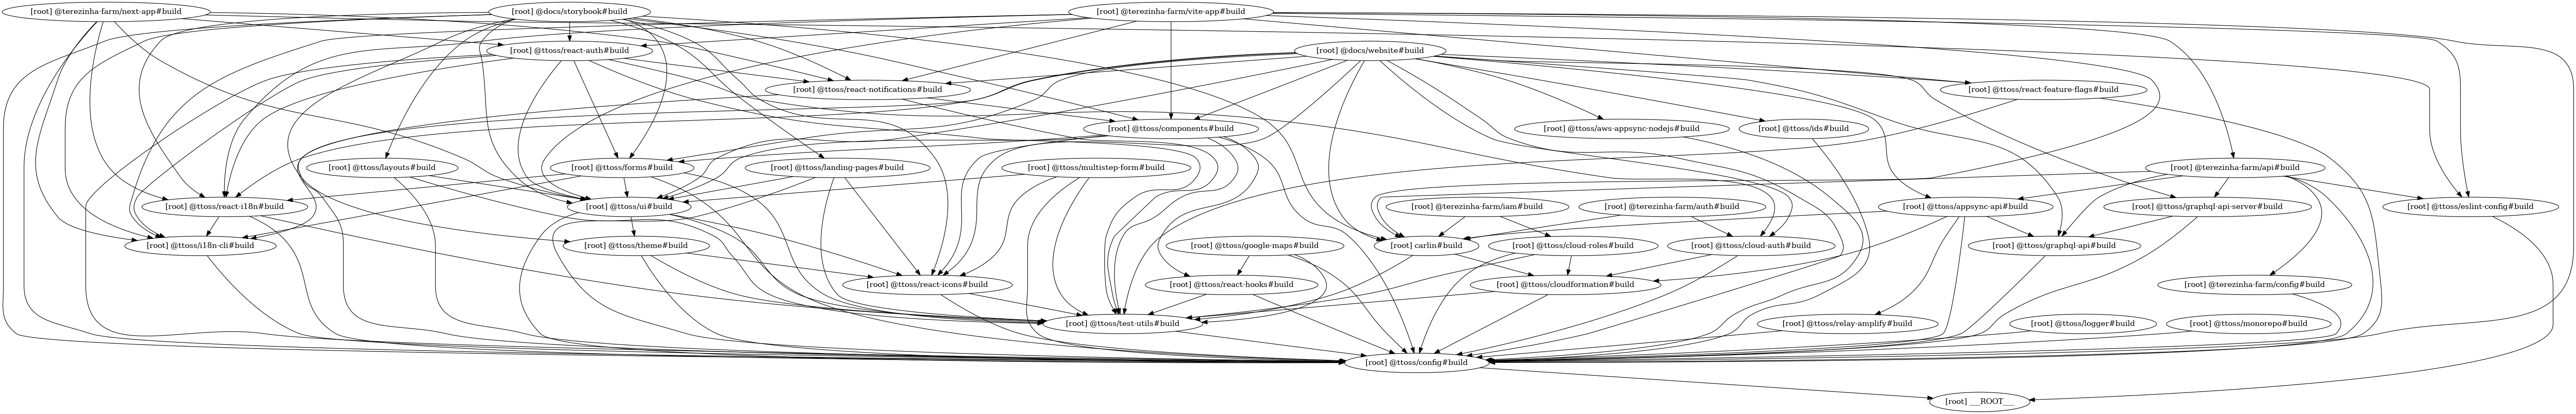 [root] @terezinha-farm/next-app#build
[root] @docs/storybook#build
[root] @terezinha-farm/vite-app#build
[root] @ttoss/react-auth#build
[root] @docs/website#build
[root] @ttoss/react-notifications#build
[root] @ttoss/react-feature-flags#build
[root] @ttoss/components#build
[root] @ttoss/aws-appsync-nodejs#build
[root] @ttoss/ids#build
[root] @ttoss/layouts#build
[root] @ttoss/forms#build
[root] @ttoss/landing-pages#build
[root] @ttoss/multistep-form#build
[root] @terezinha-farm/api#build
[root] @ttoss/react-i18n#build
[root] @ttoss/ui#build
[root] @terezinha-farm/iam#build
[root] @terezinha-farm/auth#build
[root] @ttoss/appsync-api#build
[root] @ttoss/graphql-api-server#build
[root] @ttoss/eslint-config#build
[root] @ttoss/i18n-cli#build
[root] @ttoss/theme#build
[root] @ttoss/google-maps#build
[root] carlin#build
[root] @ttoss/cloud-roles#build
[root] @ttoss/cloud-auth#build
[root] @ttoss/graphql-api#build
[root] @ttoss/react-icons#build
[root] @ttoss/react-hooks#build
[root] @ttoss/cloudformation#build
[root] @terezinha-farm/config#build
[root] @ttoss/test-utils#build
[root] @ttoss/relay-amplify#build
[root] @ttoss/logger#build
[root] @ttoss/monorepo#build
[root] @ttoss/config#build
[root] ___ROOT___